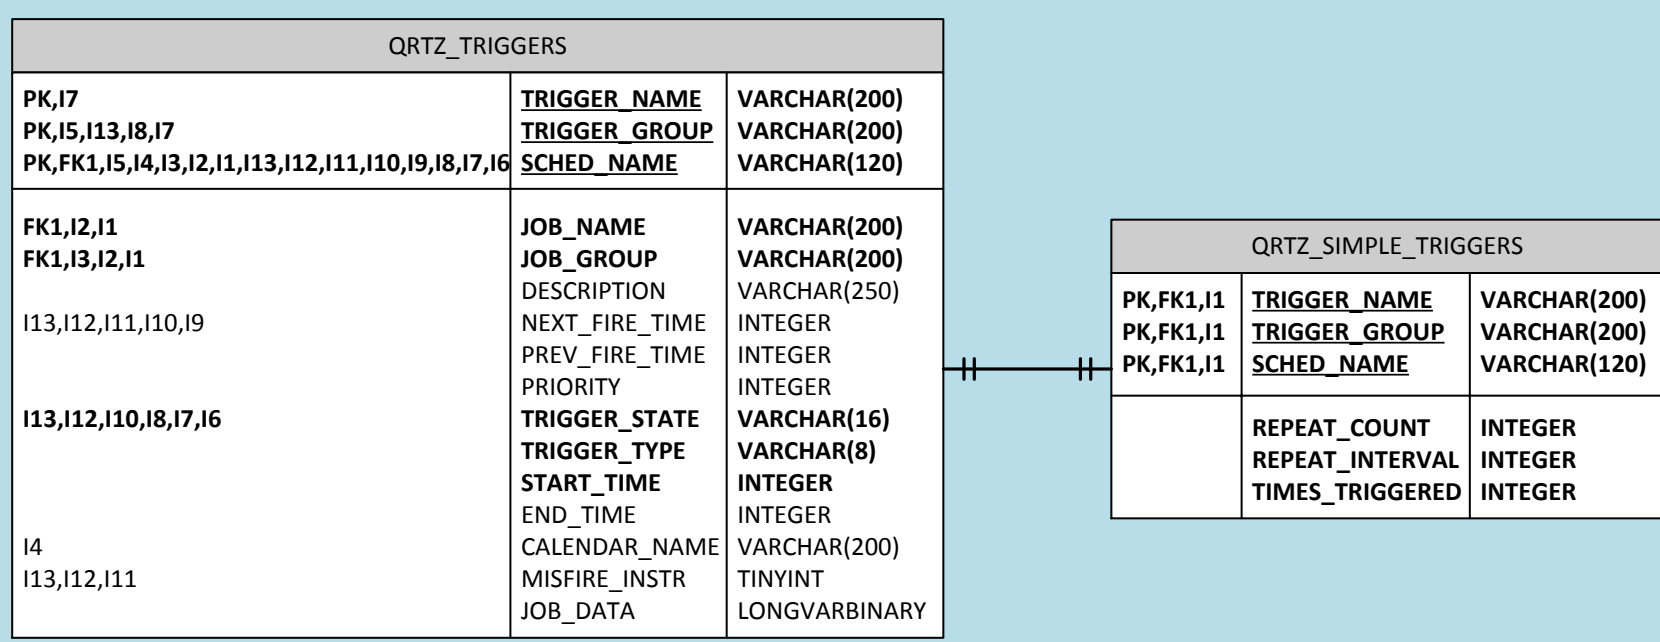 QRTZ_TRIGGERS
PK,I7 TRIGGER_NAME VARCHAR(200)
PK,I5,I13,I8,I7 TRIGGER_GROUP VARCHAR(200)
PK,FK1,I5,I4,I3,I2,I1,I13,I12,I11,I10,I9,I8,I7,I6 SCHED_NAME VARCHAR(120)
FK1,I2,I1 JOB_NAME VARCHAR(200)
FK1,I3,I2,I1 JOB_GROUP VARCHAR(200)
DESCRIPTION VARCHAR(250)
I13,I12,I11,I10,I9 NEXT_FIRE_TIME INTEGER
PREV_FIRE_TIME INTEGER
PRIORITY INTEGER
I13,I12,I10,I8,I7,I6 TRIGGER_STATE VARCHAR(16)
TRIGGER_TYPE VARCHAR(8)
START_TIME INTEGER
END_TIME INTEGER
I4 CALENDAR_NAME VARCHAR(200)
I13,I12,I11 MISFIRE_INSTR TINYINT
JOB_DATA LONGVARBINARY
QRTZ_SIMPLE_TRIGGERS
PK,FK1,I1 TRIGGER_NAME VARCHAR(200)
PK,FK1,I1 TRIGGER_GROUP VARCHAR(200)
PK,FK1,I1 SCHED_NAME VARCHAR(120)
REPEAT_COUNT INTEGER
REPEAT_INTERVAL INTEGER
TIMES_TRIGGERED INTEGER